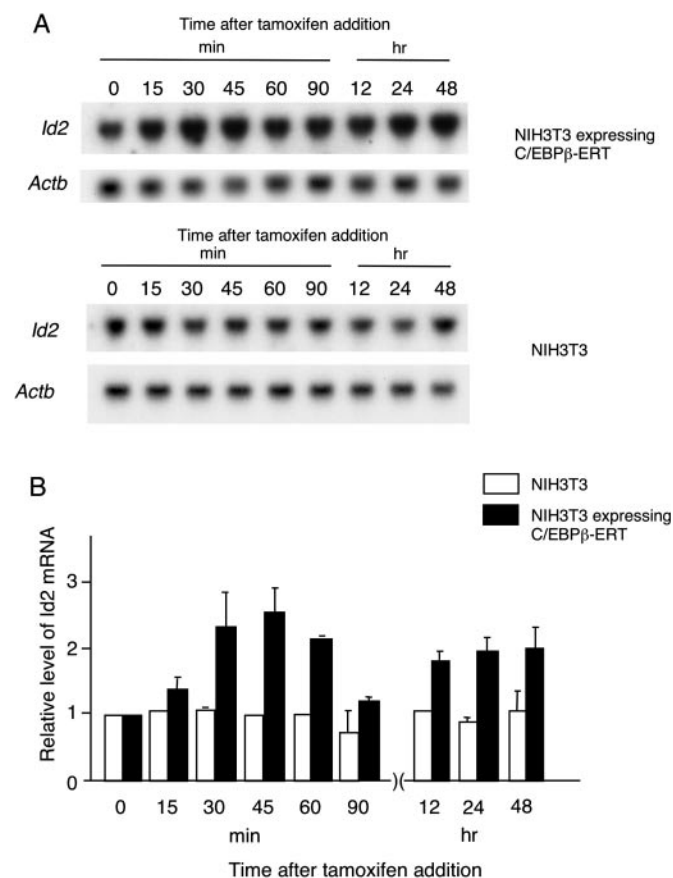 A
Time after tamoxifen addition
min hr
0 15 30 45 60 90 12 24 48
Id2
NIH3T3 expressing
C/EBPβ-ERT
Actb
Time after tamoxifen addition
min hr
0 15 30 45 60 90 12 24 48
Id2
NIH3T3
Actb
B
NIH3T3
NIH3T3 expressing
C/EBPβ-ERT
Relative level of Id2 mRNA
3
2
1
0
0 15 30 45 60 90 12 24 48
min hr
Time after tamoxifen addition